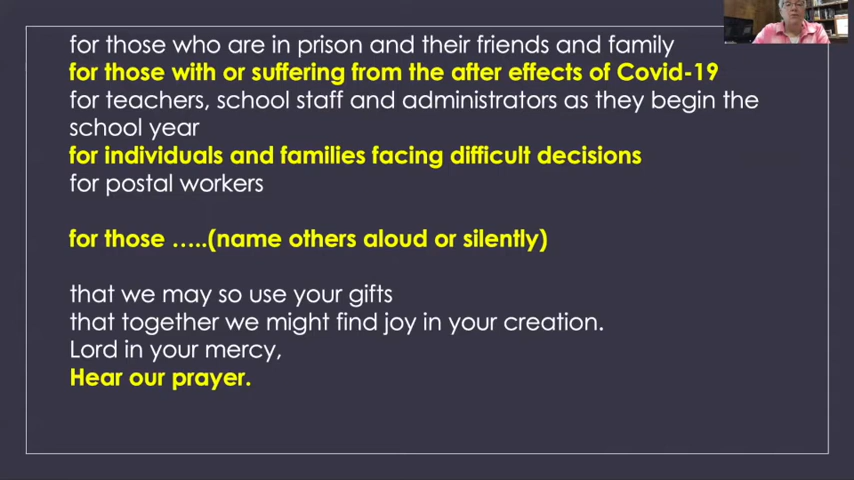 for those who are in prison and their friends and family
for those with or suffering from the after effects of Covid-19
for teachers, school staff and administrators as they begin the
school year
for individuals and families facing difficult decisions
for postal workers
for those …..(name others aloud or silently)
that we may so use your gifts
that together we might find joy in your creation.
Lord in your mercy,
Hear our prayer.